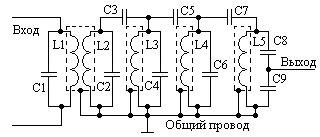 C3 C5 C7
Вход
L1 L2 L3 L4 L5 C8
Выход
C1 C2 C4 C6 C9
Общий провод